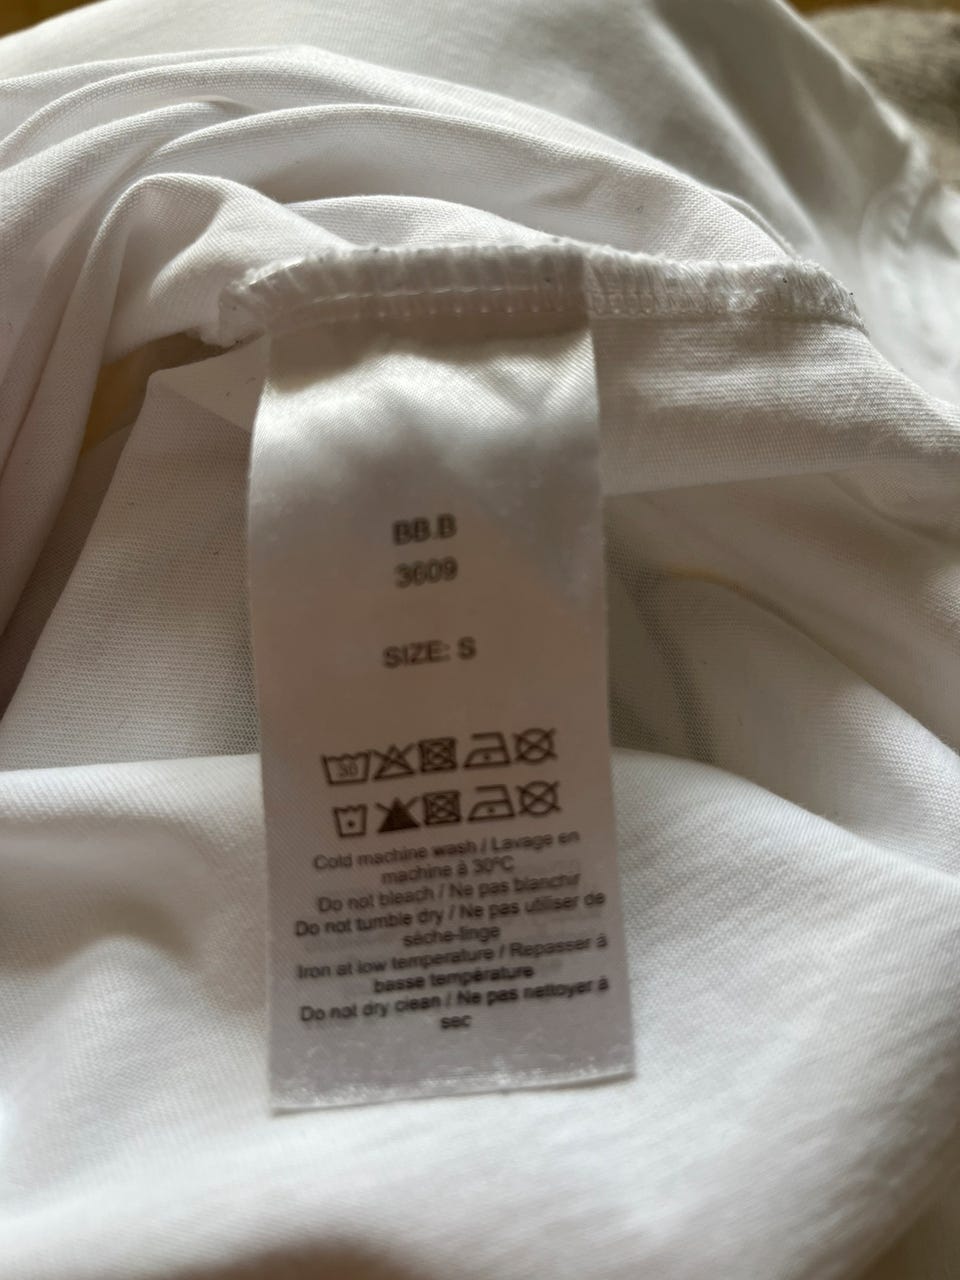 BB.B
3609
SIZE: S
30
Cold machine wash / Lavage en
machine à 30°C
Do not bleach / Ne pas blanchir
Do not tumble dry / Ne pas utiliser de
sèche-linge
Iron at low temperature / Repasser à
basse température
Do not dry clean / Ne pas nettoyer à
sec